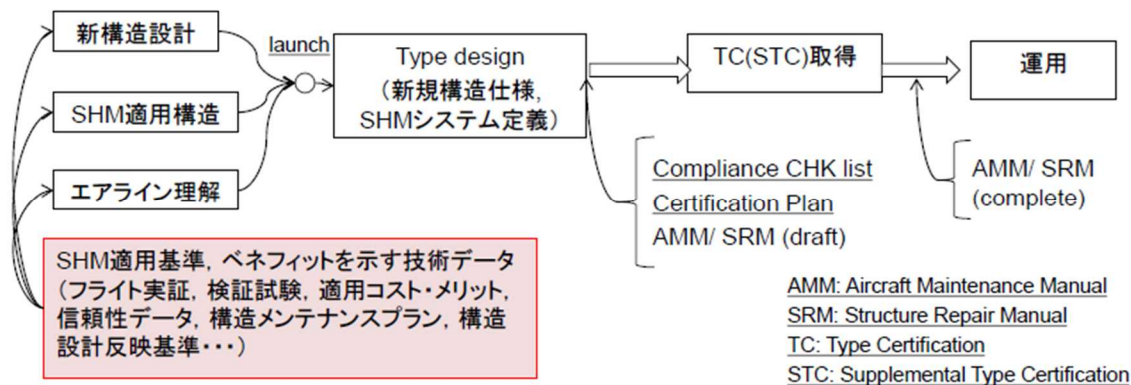 新構造設計
SHM適用構造
エアライン理解
launch
Type design
（新規構造仕様,
SHMシステム定義）
TC(STC)取得
運用
Compliance CHK list
Certification Plan
AMM/ SRM (draft)
AMM/ SRM
(complete)
SHM適用基準, ベネフィットを示す技術データ
（フライト実証, 検証試験, 適用コスト・メリット,
信頼性データ, 構造メンテナンスプラン, 構造
設計反映基準・・・）
AMM: Aircraft Maintenance Manual
SRM: Structure Repair Manual
TC: Type Certification
STC: Supplemental Type Certification